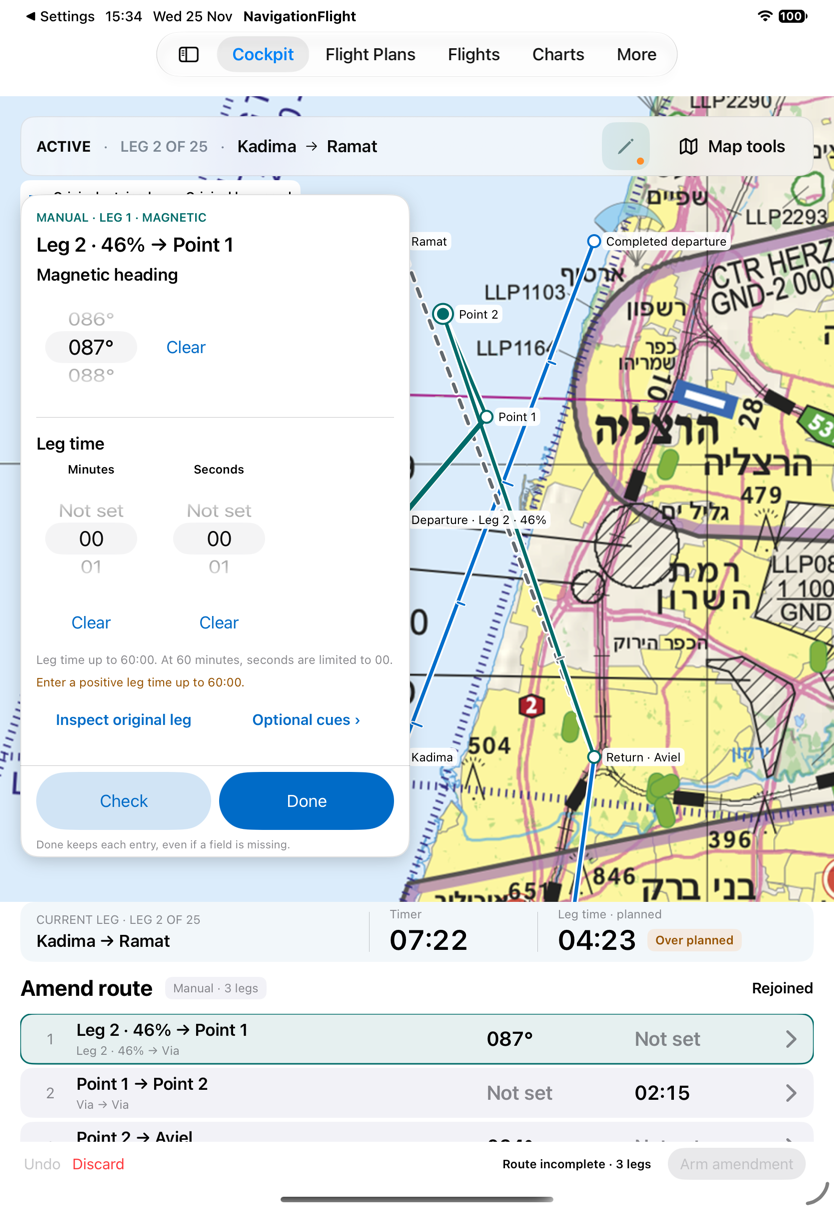 ◀ Settings 15:34 Wed 25 Nov NavigationFlight 100
Cockpit Flight Plans Flights Charts More
LLP2290
ACTIVE · LEG 2 OF 25 · Kadima → Ramat Map tools
שפיים
LLP2293
MANUAL · LEG 1 · MAGNETIC
Leg 2 · 46% → Point 1
Magnetic heading
086°
087° Clear
088°
Leg time
Minutes Seconds
Not set Not set
00 00
01 01
Clear Clear
Leg time up to 60:00. At 60 minutes, seconds are limited to 00.
Enter a positive leg time up to 60:00.
Inspect original leg Optional cues ›
Check Done
Done keeps each entry, even if a field is missing.
Ramat
Completed departure
ארסוף
CTR HERZ
GND-2 000
LLP1103
Point 2
רשפון
LLP1164
כפר
שמריהו
10
28
53
Point 1
הרצליה
הרצליה
479
גליל ים
Departure · Leg 2 · 46%
רמת
השרון
LLP08
1 100
GND
הכפר הירוק
2
504
Kadima
Return · Aviel
ירקון
396
846
651
בני ברק
CURRENT LEG · LEG 2 OF 25
Kadima → Ramat
Timer
07:22
Leg time · planned
04:23 Over planned
Amend route Manual · 3 legs Rejoined
1 Leg 2 · 46% → Point 1 087° Not set
Leg 2 · 46% → Via
2 Point 1 → Point 2 Not set 02:15
Via → Via
Point 2 → Aviel
Undo Discard Route incomplete · 3 legs Arm amendment